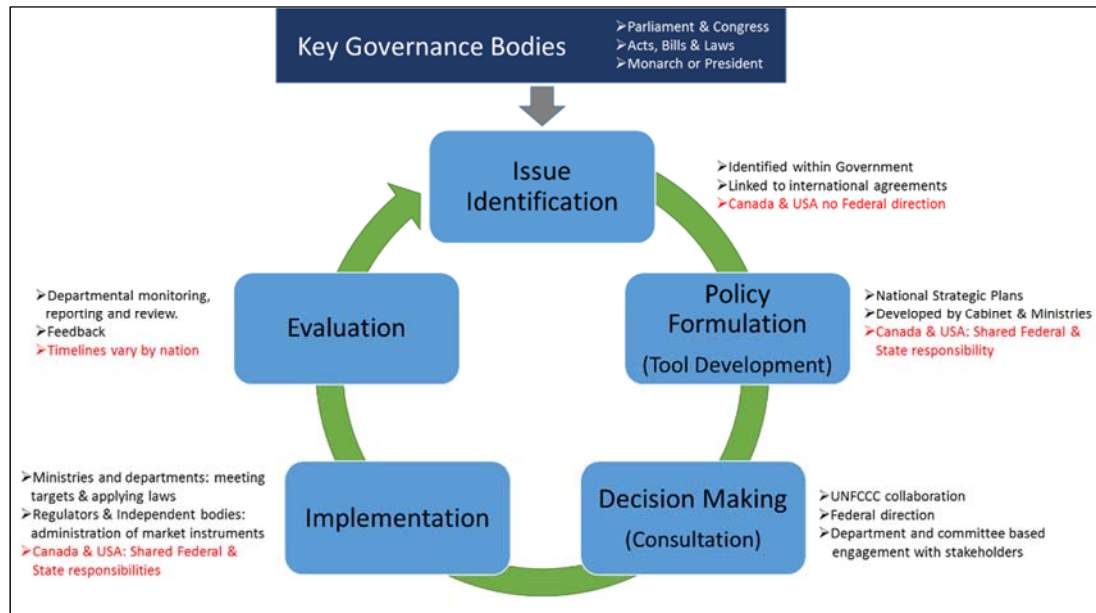 Key Governance Bodies
➢Parliament & Congress
➢Acts, Bills & Laws
➢Monarch or President
Issue
Identification
➢Identified within Government
➢Linked to international agreements
➢Canada & USA no Federal direction
Policy
Formulation
(Tool Development)
➢National Strategic Plans
➢Developed by Cabinet & Ministries
➢Canada & USA: Shared Federal &
State responsibility
Decision Making
(Consultation)
➢UNFCCC collaboration
➢Federal direction
➢Department and committee based
engagement with stakeholders
Implementation
➢Ministries and departments: meeting
targets & applying laws
➢Regulators & Independent bodies:
administration of market instruments
➢Canada & USA: Shared Federal &
State responsibilities
Evaluation
➢Departmental monitoring,
reporting and review.
➢Feedback
➢Timelines vary by nation